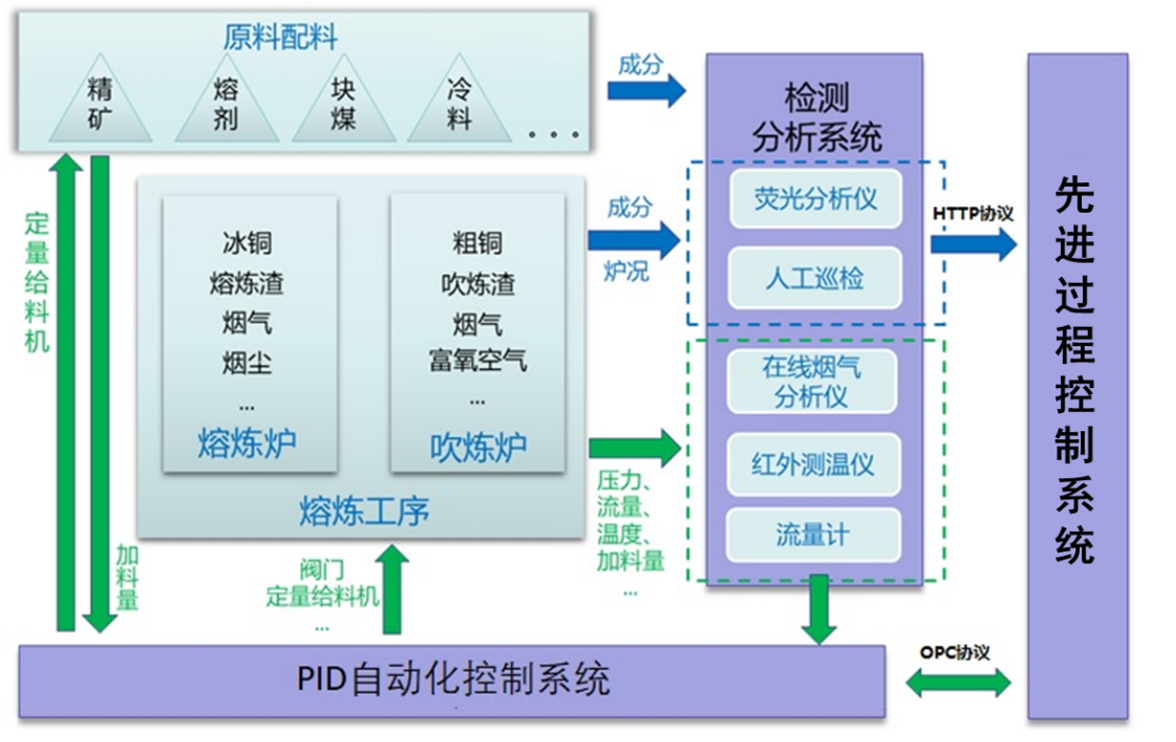 原料配料
精
矿
熔
剂
块
煤
冷
料
. . .
成分
检测
分析系统
荧光分析仪
人工巡检
在线烟气
分析仪
红外测温仪
流量计
HTTP协议
先
进
过
程
控
制
系
统
定
量
给
料
机
冰铜
熔炼渣
烟气
烟尘
...
熔炼炉
粗铜
吹炼渣
烟气
富氧空气
...
吹炼炉
熔炼工序
成分
炉况
压力、
流量、
温度、
加料量
...
加
料
量
阀门
定量给料机
...
OPC协议
PID自动化控制系统